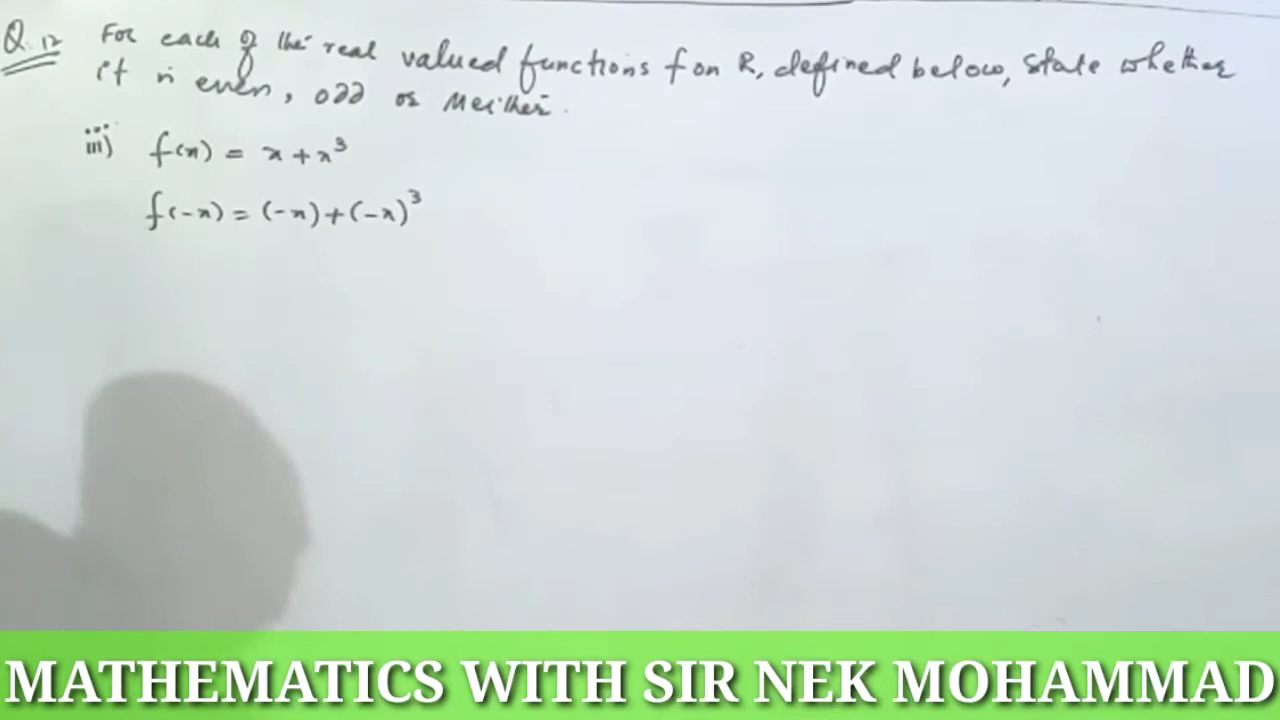 Q.12 For each of the real valued functions f on R, defined below, state whether
it is even, odd or Neither.
iii) f(x) = x + x³
f(-x) = (-x) + (-x)³
MATHEMATICS WITH SIR NEK MOHAMMAD